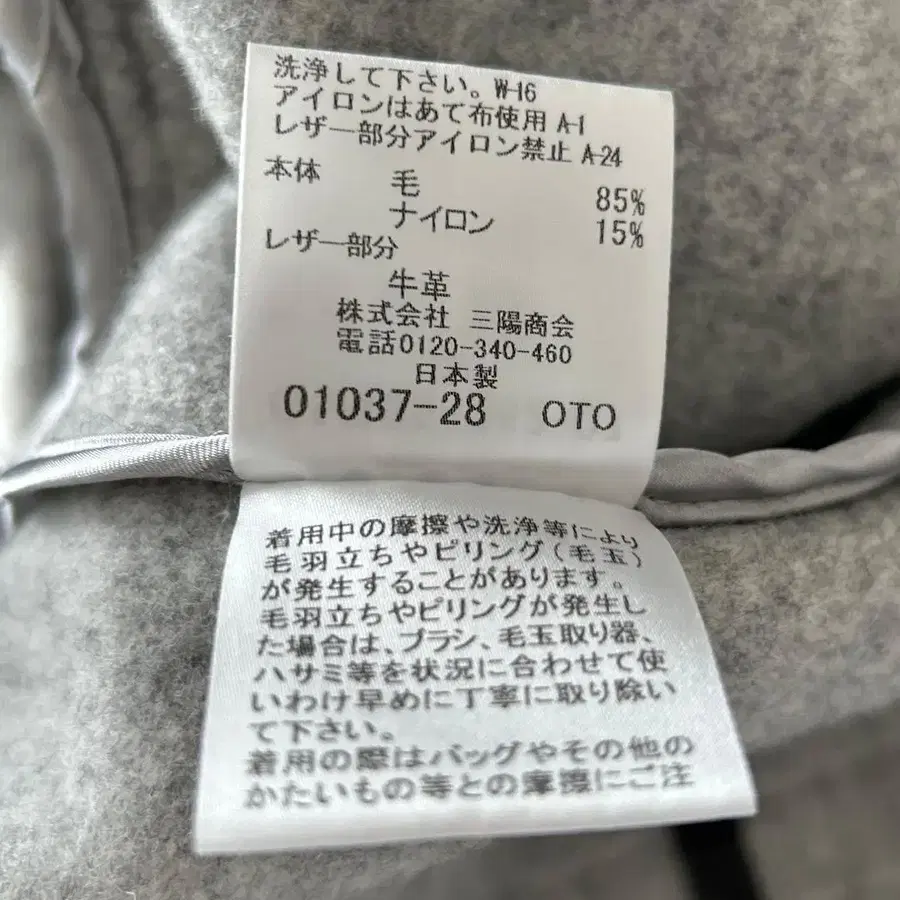 洗浄して下さい。W-16
アイロンはあて布使用 A-1
レザー部分アイロン禁止 A-24
本体 毛 85%
ナイロン 15%
レザー部分
牛革
株式会社 三陽商会
電話0120-340-460
日本製
01037-28 OTO
着用中の摩擦や洗浄等により
毛羽立ちやピリング(毛玉)
が発生することがあります。
毛羽立ちやピリングが発生し
た場合は、ブラシ、毛玉取り器、
ハサミ等を状況に合わせて使
いわけ早めに丁寧に取り除い
て下さい。
着用の際はバッグやその他の
かたいもの等との摩擦にご注